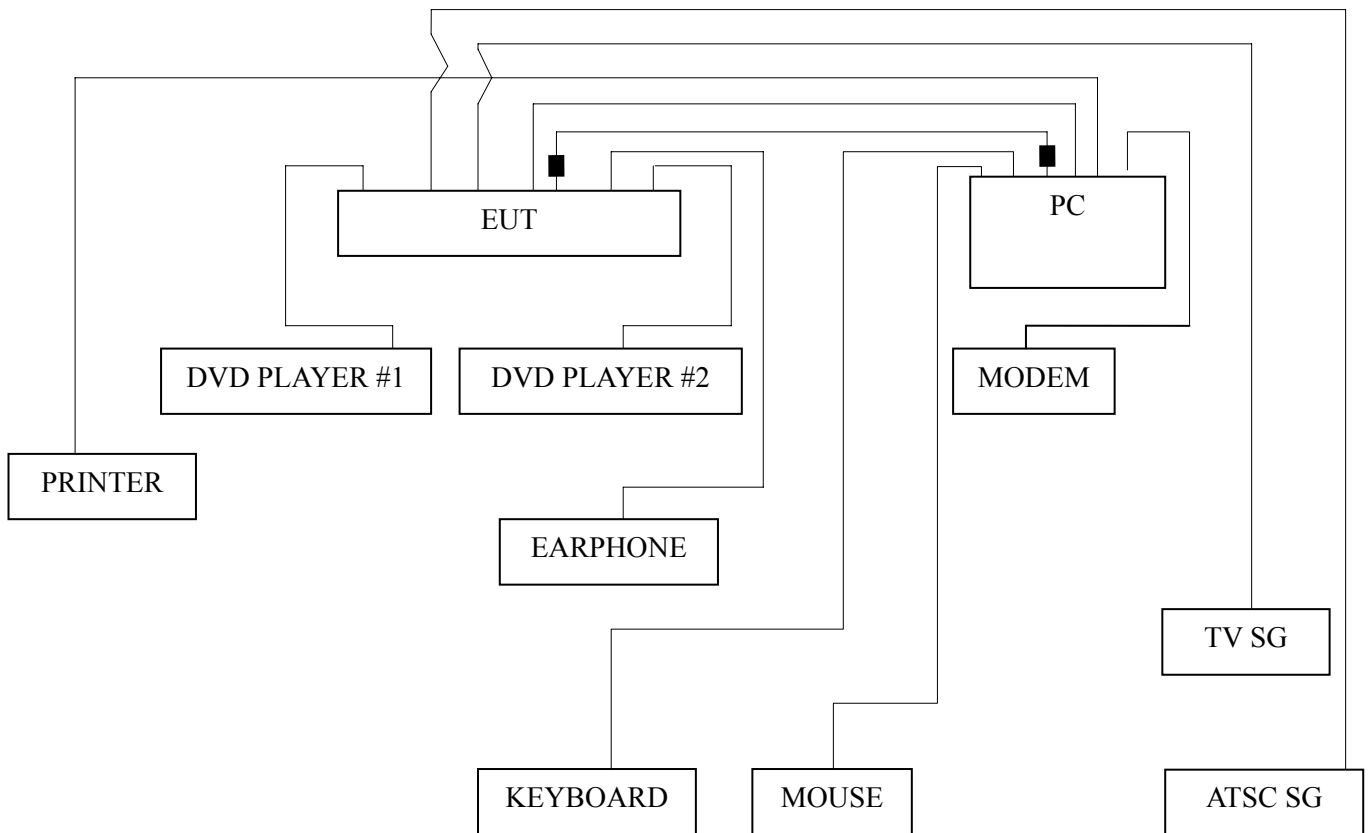 EUT
PC
DVD PLAYER #1
DVD PLAYER #2
MODEM
PRINTER
EARPHONE
TV SG
KEYBOARD
MOUSE
ATSC SG